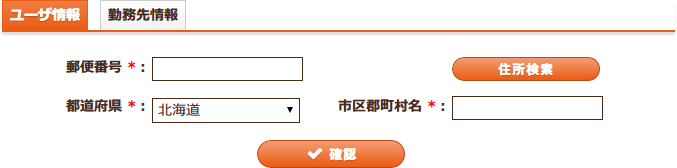 ユーザ情報 勤務先情報
郵便番号 *： 住所検索
都道府県 *： 北海道 市区郡町村名 *：
確認